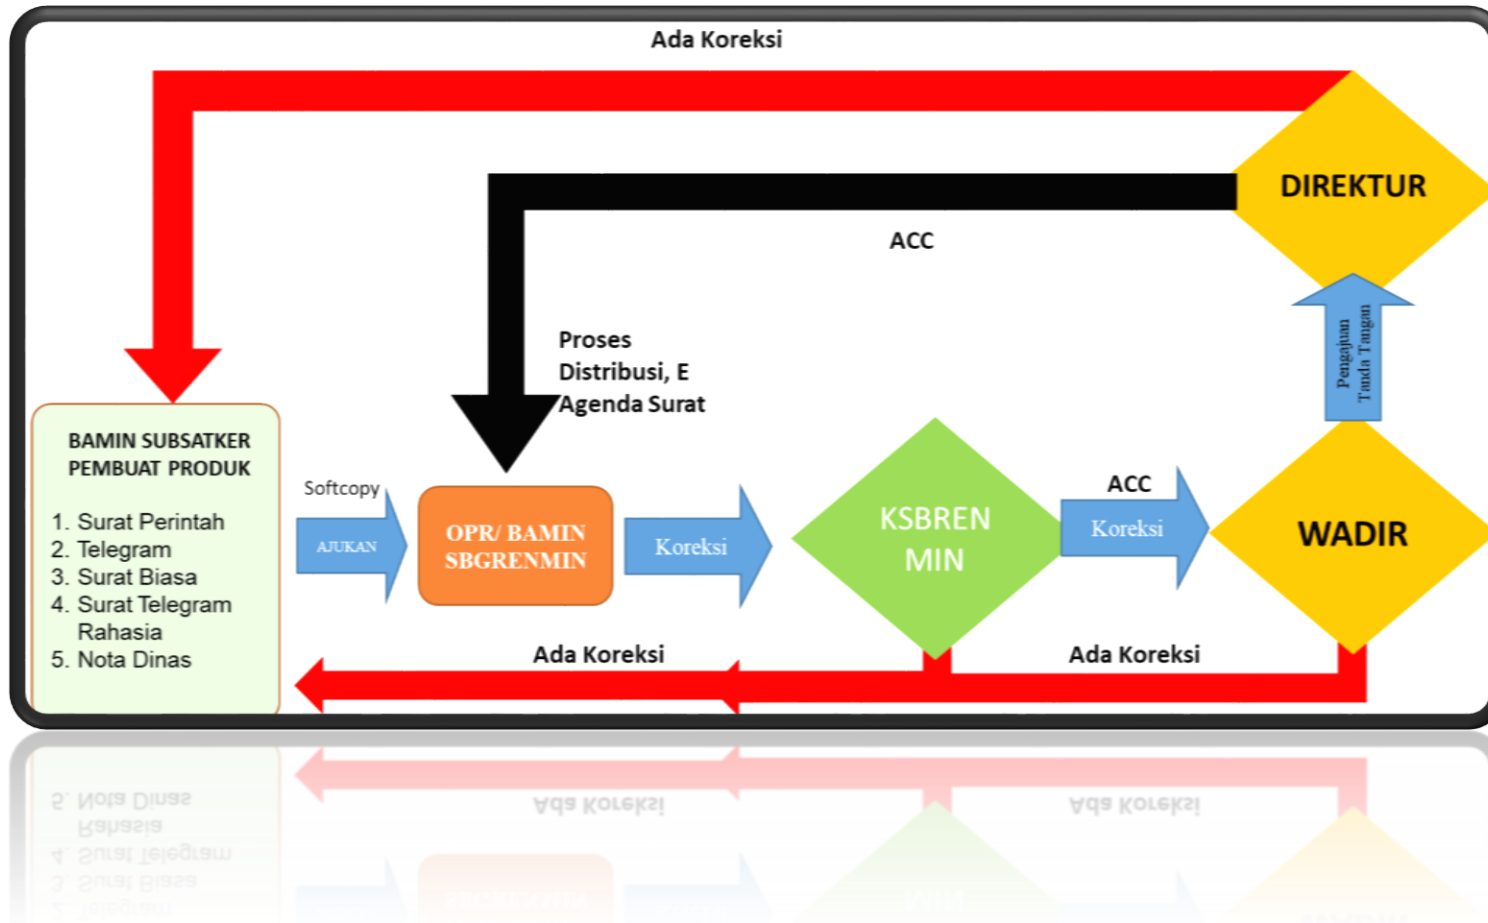 Ada Koreksi
DIREKTUR
ACC
Proses
Distribusi, E
Agenda Surat
Pengajuan
Tanda Tangan
BAMIN SUBSATKER
PEMBUAT PRODUK
1. Surat Perintah
2. Telegram
3. Surat Biasa
4. Surat Telegram
Rahasia
5. Nota Dinas
Softcopy
AJUKAN
OPR/ BAMIN
SBGRENMIN
Koreksi
KSBREN
MIN
ACC
Koreksi
WADIR
Ada Koreksi
Ada Koreksi